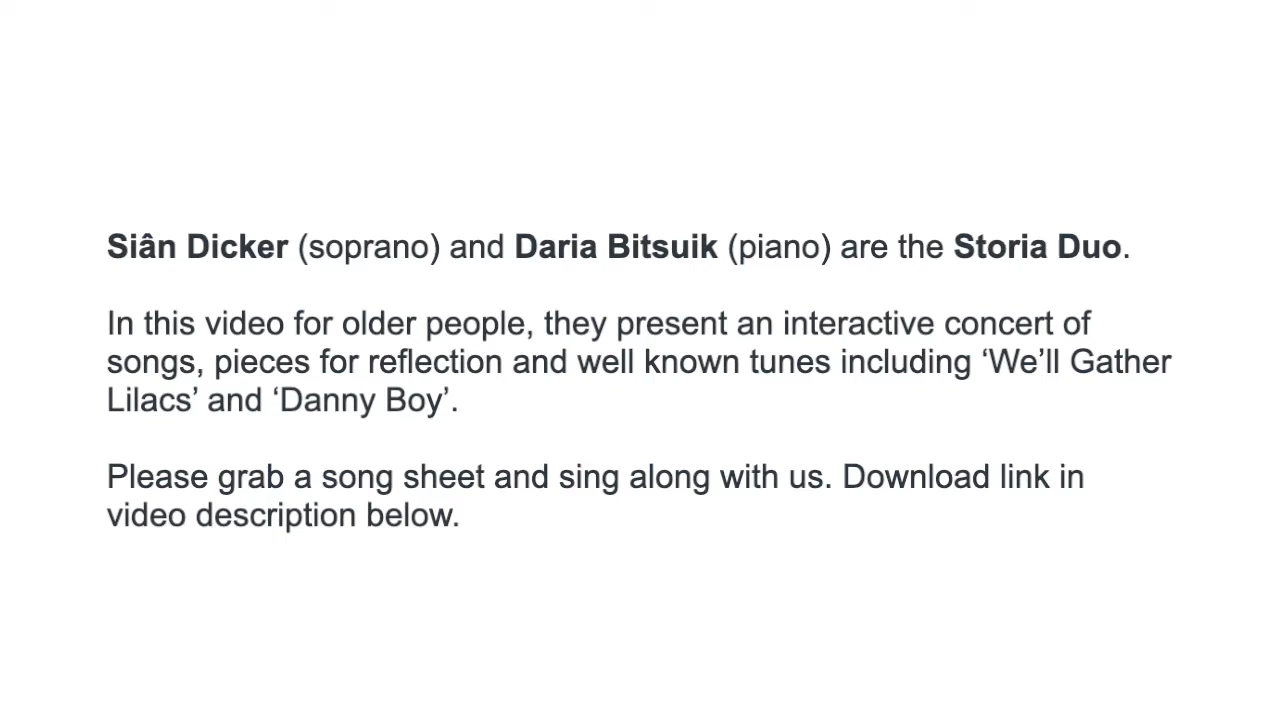 Siân Dicker (soprano) and Daria Bitsuik (piano) are the Storia Duo.
In this video for older people, they present an interactive concert of
songs, pieces for reflection and well known tunes including ‘We’ll Gather
Lilacs’ and ‘Danny Boy’.
Please grab a song sheet and sing along with us. Download link in
video description below.